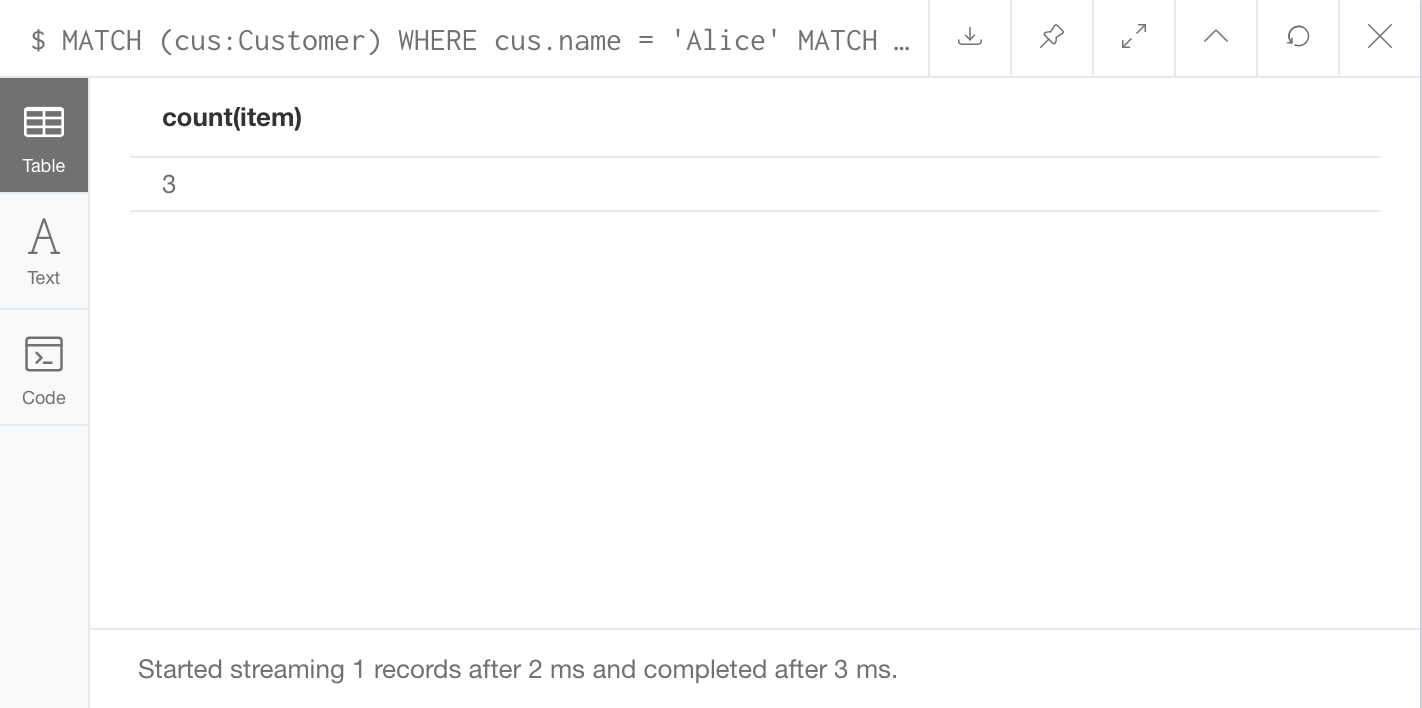 $ MATCH (cus:Customer) WHERE cus.name = 'Alice' MATCH …
Table
Text
Code
count(item)
3
Started streaming 1 records after 2 ms and completed after 3 ms.